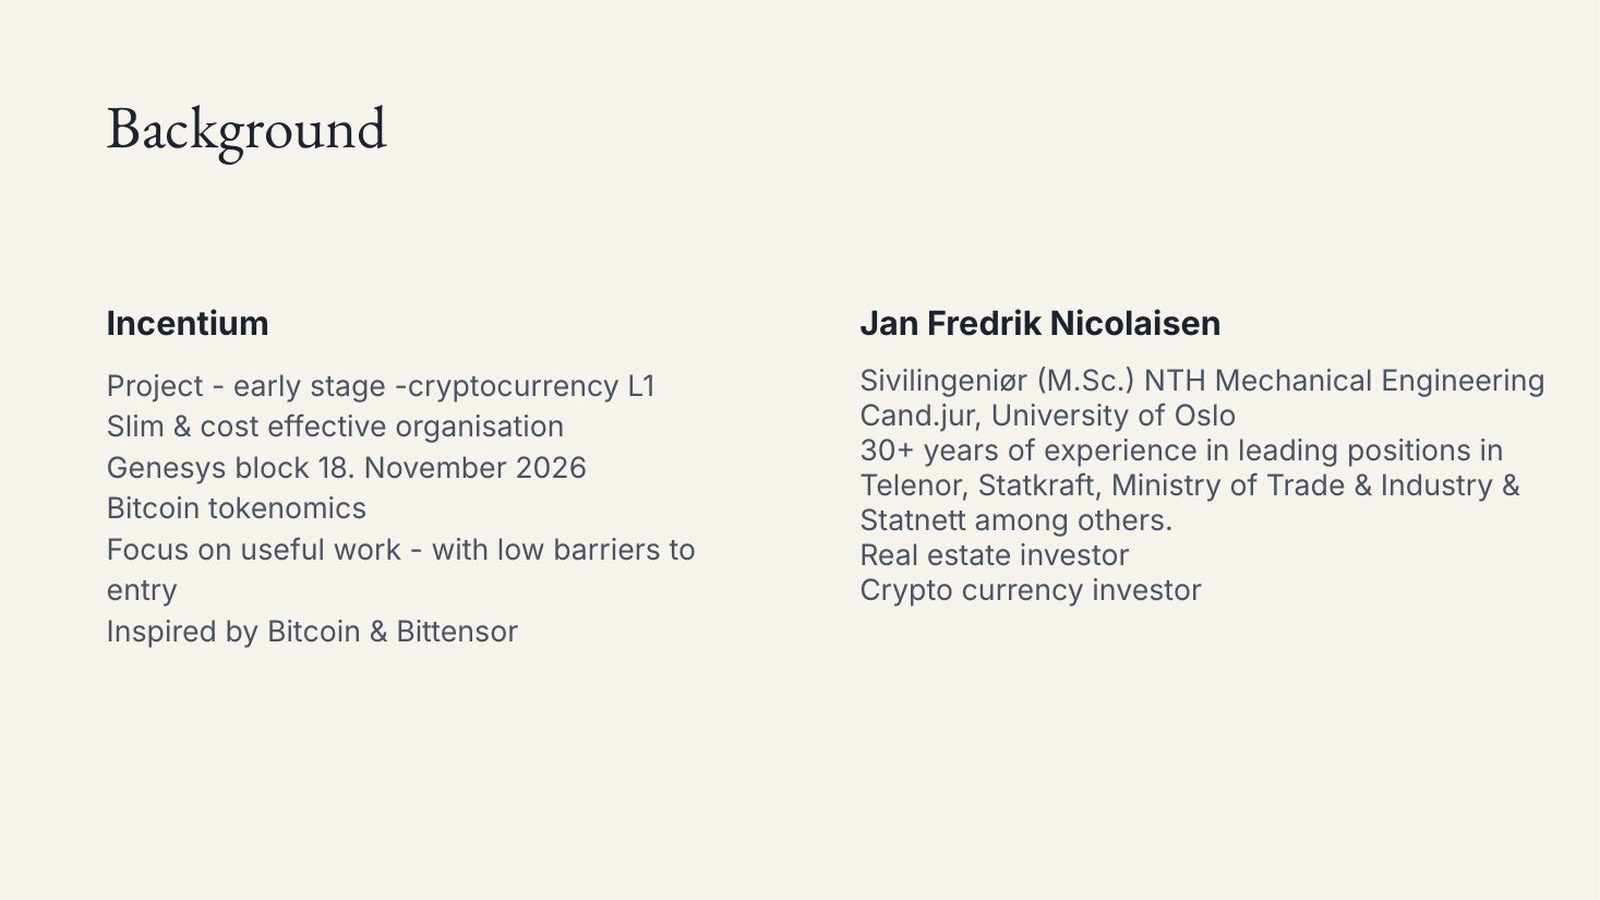 Background
Incentium
Project - early stage -cryptocurrency L1
Slim & cost effective organisation
Genesys block 18. November 2026
Bitcoin tokenomics
Focus on useful work - with low barriers to
entry
Inspired by Bitcoin & Bittensor
Jan Fredrik Nicolaisen
Sivilingeniør (M.Sc.) NTH Mechanical Engineering
Cand.jur, University of Oslo
30+ years of experience in leading positions in
Telenor, Statkraft, Ministry of Trade & Industry &
Statnett among others.
Real estate investor
Crypto currency investor